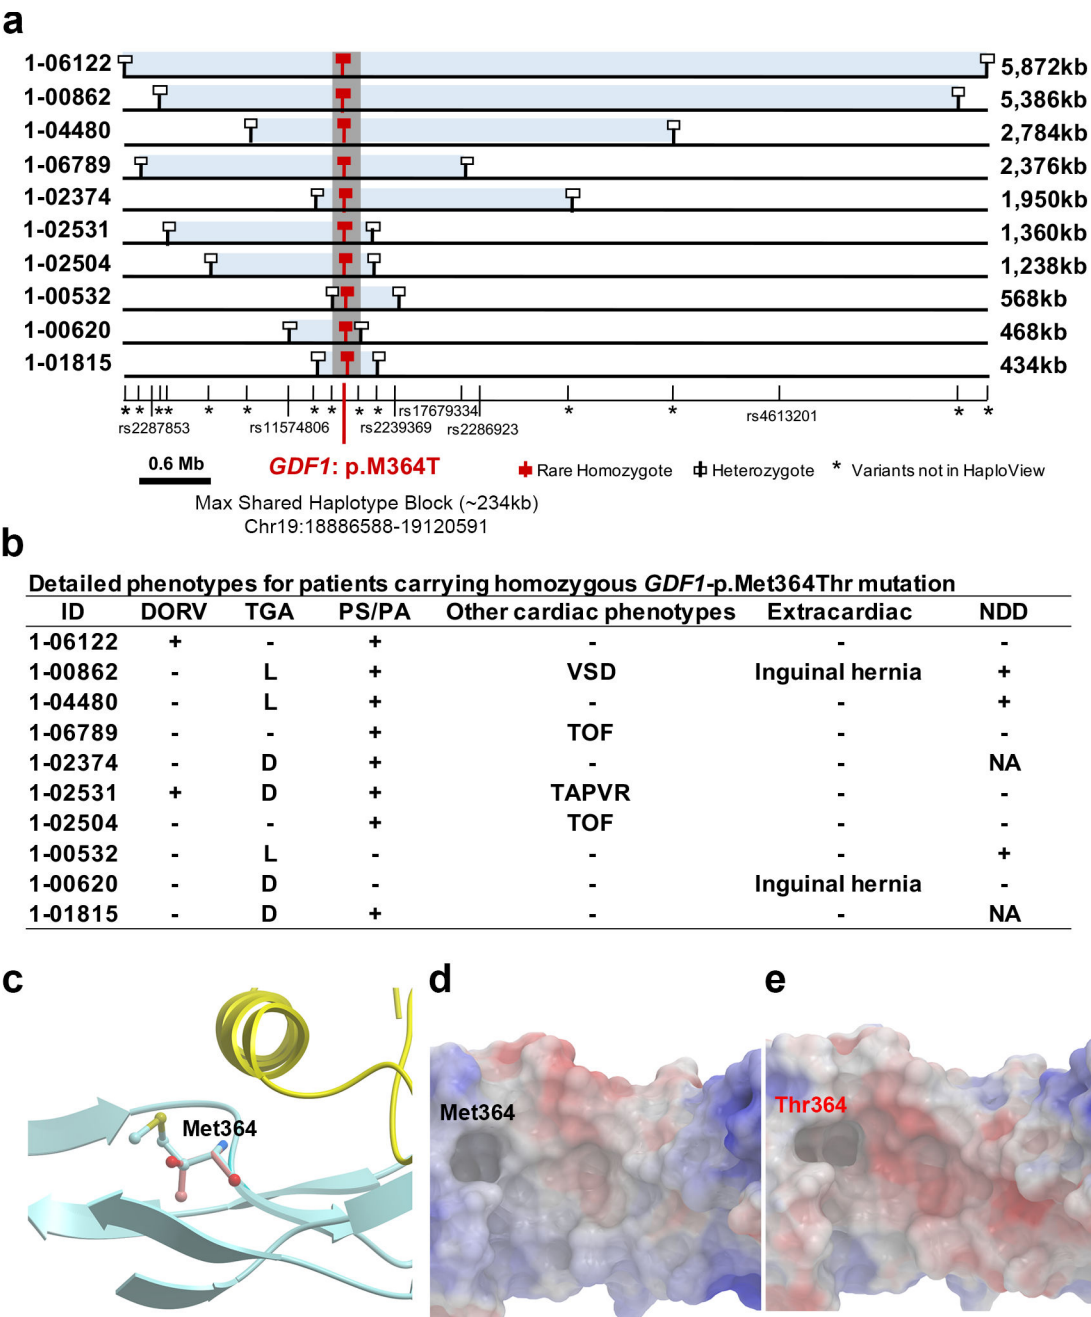 a
1-06122 5,872kb
1-00862 5,386kb
1-04480 2,784kb
1-06789 2,376kb
1-02374 1,950kb
1-02531 1,360kb
1-02504 1,238kb
1-00532 568kb
1-00620 468kb
1-01815 434kb
* * * * * * * * * * * * * *
rs17679334 rs4613201
rs2287853 rs11574806 rs2239369 rs2286923
0.6 Mb GDF1: p.M364T Rare Homozygote Heterozygote * Variants not in HaploView
Max Shared Haplotype Block (~234kb)
Chr19:18886588-19120591
b
Detailed phenotypes for patients carrying homozygous GDF1-p.Met364Thr mutation
ID DORV TGA PS/PA Other cardiac phenotypes Extracardiac NDD
1-06122 + - + - - -
1-00862 - L + VSD Inguinal hernia +
1-04480 - L + - - +
1-06789 - - + TOF - -
1-02374 - D + - - NA
1-02531 + D + TAPVR - -
1-02504 - - + TOF - -
1-00532 - L - - - +
1-00620 - D - - Inguinal hernia -
1-01815 - D + - - NA
c
Met364
d
Met364
e
Thr364